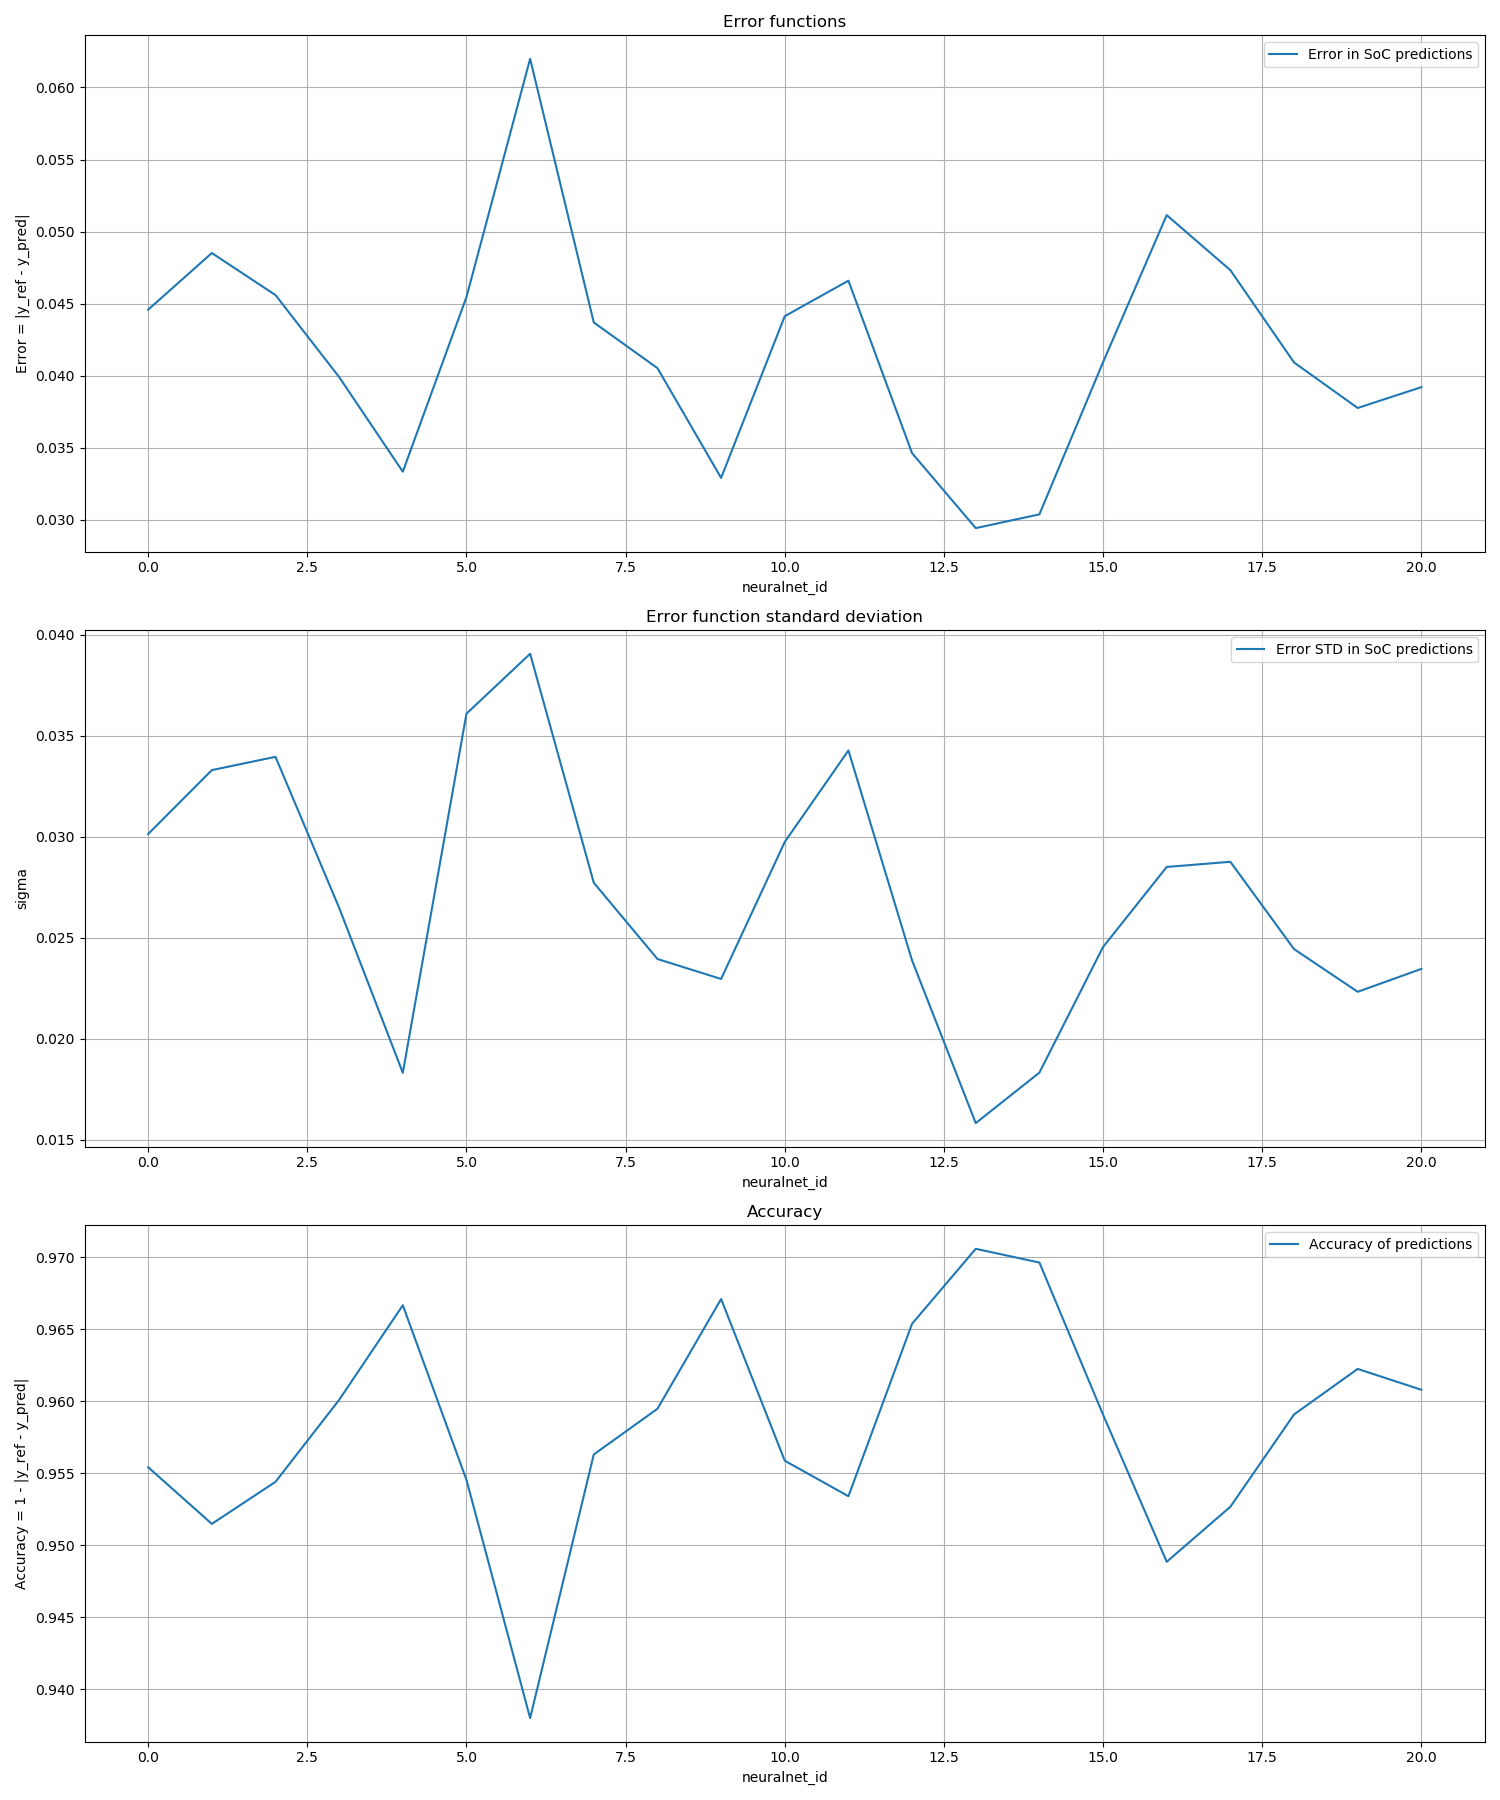 Error functions
Error in SoC predictions
Error = |y_ref - y_pred|
0.060
0.055
0.050
0.045
0.040
0.035
0.030
0.0 2.5 5.0 7.5 10.0 12.5 15.0 17.5 20.0
neuralnet_id
Error function standard deviation
Error STD in SoC predictions
sigma
0.040
0.035
0.030
0.025
0.020
0.015
0.0 2.5 5.0 7.5 10.0 12.5 15.0 17.5 20.0
neuralnet_id
Accuracy
Accuracy of predictions
Accuracy = 1 - |y_ref - y_pred|
0.970
0.965
0.960
0.955
0.950
0.945
0.940
0.0 2.5 5.0 7.5 10.0 12.5 15.0 17.5 20.0
neuralnet_id